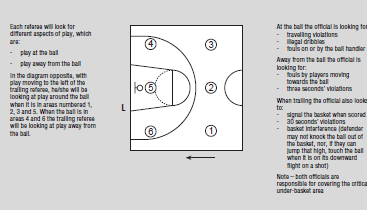 Each referee will look for
different aspects of play, which
are:
- play at the ball
- play away from the ball
In the diagram opposite, with
play moving to the left of the
trailing referee, he/she will be
looking at play around the ball
when it is in areas numbered 1,
2, 3 and 5. When the ball is in
areas 4 and 6 the trailing referee
will be looking at play away from
the ball.
4
3
5
2
L
6
1
At the ball the official is looking for:
- travelling violations
- illegal dribbles
- fouls on or by the ball handler
Away from the ball the official is
looking for:
- fouls by players moving
towards the ball
- three seconds' violations
When trailing the official also looks
to:
- signal the basket when scored
- 30 seconds' violations
- basket interference (defender
may not knock the ball out of
the basket, nor, if they can
jump that high, touch the ball
when it is on its downward
flight on a shot)
Note – both officials are
responsible for covering the critica
under-basket area